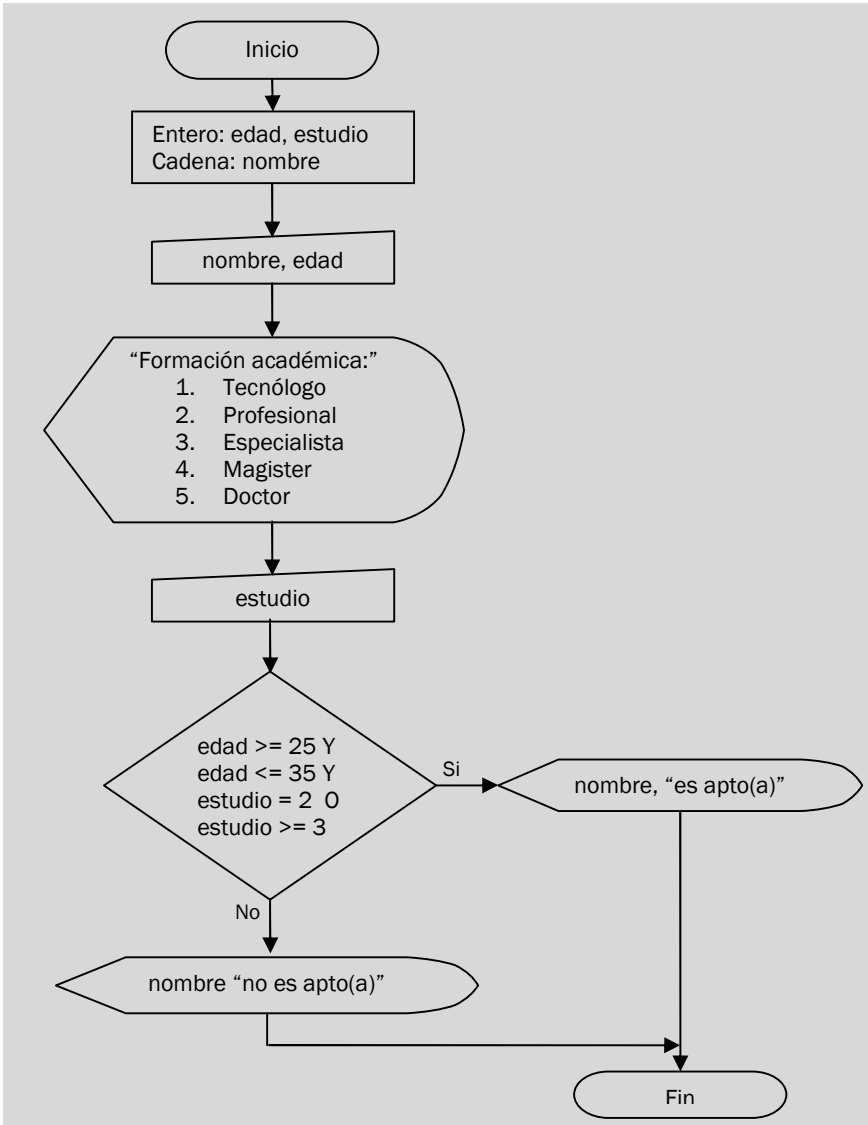 Inicio
Entero: edad, estudio
Cadena: nombre
nombre, edad
“Formación académica:”
1. Tecnólogo
2. Profesional
3. Especialista
4. Magister
5. Doctor
estudio
edad >= 25 Y
edad <= 35 Y
estudio = 2 O
estudio >= 3
Si
nombre, “es apto(a)”
No
nombre “no es apto(a)”
Fin